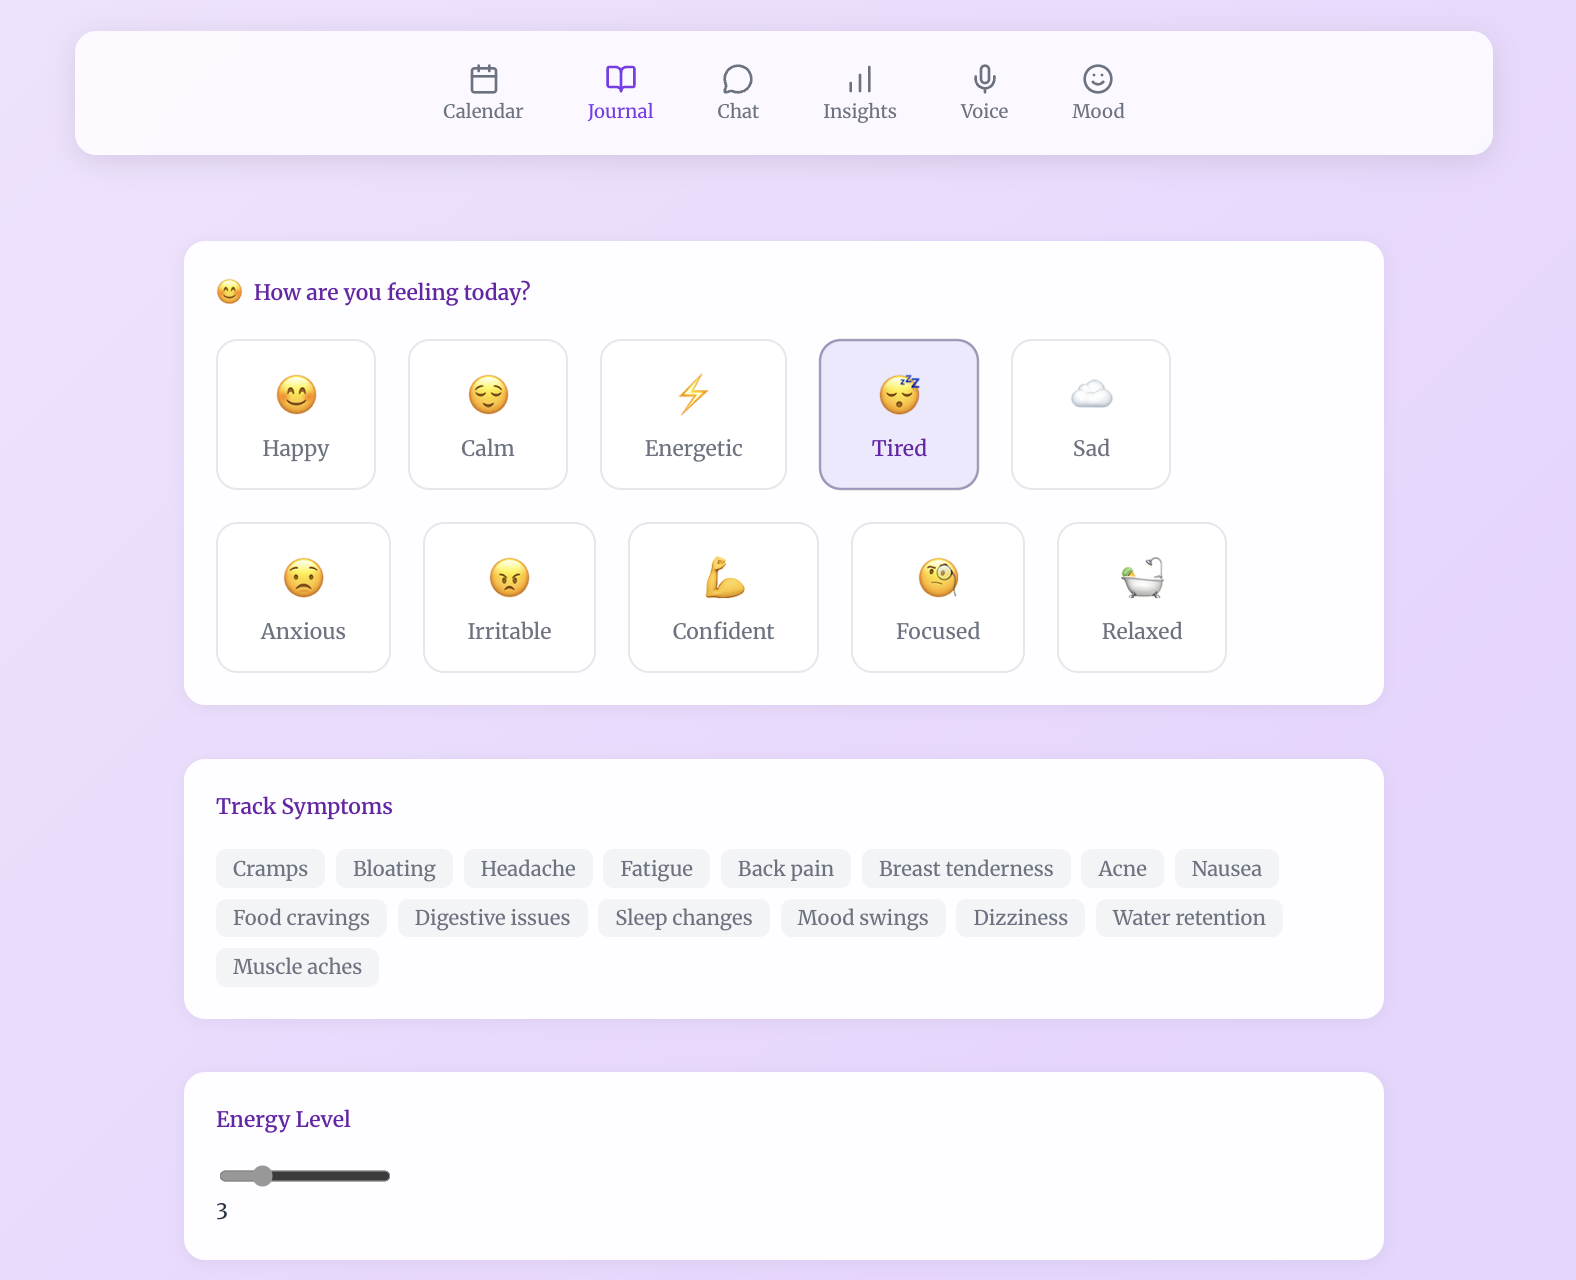 Calendar Journal Chat Insights Voice Mood
😊 How are you feeling today?
Happy Calm Energetic Tired Sad
Anxious Irritable Confident Focused Relaxed
Track Symptoms
Cramps Bloating Headache Fatigue Back pain Breast tenderness Acne Nausea
Food cravings Digestive issues Sleep changes Mood swings Dizziness Water retention
Muscle aches
Energy Level
3